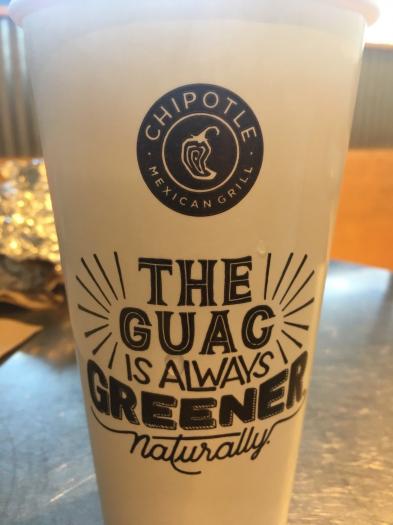 CHIPOTLE
MEXICAN GRILL
THE
GUAC
IS ALWAYS
GREENER,
naturally.